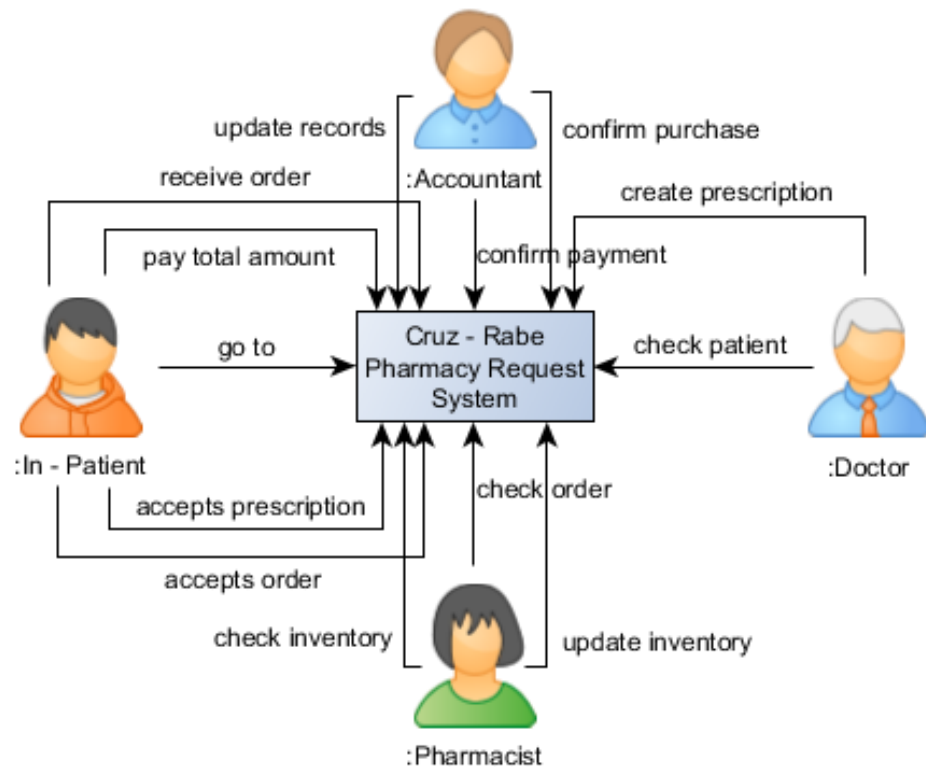 update records
confirm purchase
:Accountant
receive order
create prescription
pay total amount
confirm payment
go to
Cruz - Rabe
Pharmacy Request
System
check patient
:In - Patient
:Doctor
accepts prescription
check order
accepts order
check inventory
update inventory
:Pharmacist